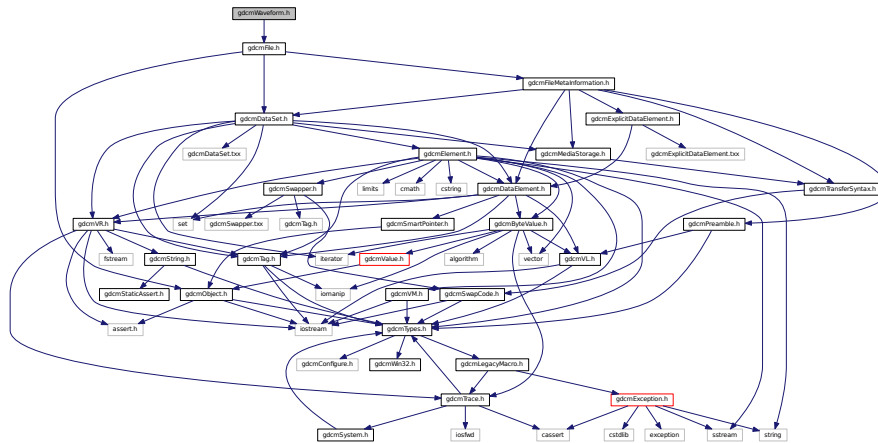 gdcmWaveform.h
gdcmFile.h
gdcmFileMetaInformation.h
gdcmDataSet.h
gdcmExplicitDataElement.h
gdcmDataSet.txx
gdcmElement.h
gdcmMediaStorage.h
gdcmExplicitDataElement.txx
gdcmSwapper.h
limits
cmath
cstring
gdcmDataElement.h
gdcmTransferSyntax.h
gdcmVR.h
set
gdcmSwapper.txx
gdcmTag.h
gdcmSmartPointer.h
gdcmByteValue.h
gdcmPreamble.h
fstream
gdcmString.h
gdcmTag.h
iterator
gdcmValue.h
algorithm
vector
gdcmVL.h
gdcmStaticAssert.h
gdcmObject.h
iomanip
gdcmVM.h
gdcmSwapCode.h
assert.h
iostream
gdcmTypes.h
gdcmConfigure.h
gdcmWin32.h
gdcmLegacyMacro.h
gdcmTrace.h
gdcmException.h
gdcmSystem.h
iosfwd
cassert
cstdlib
exception
sstream
string